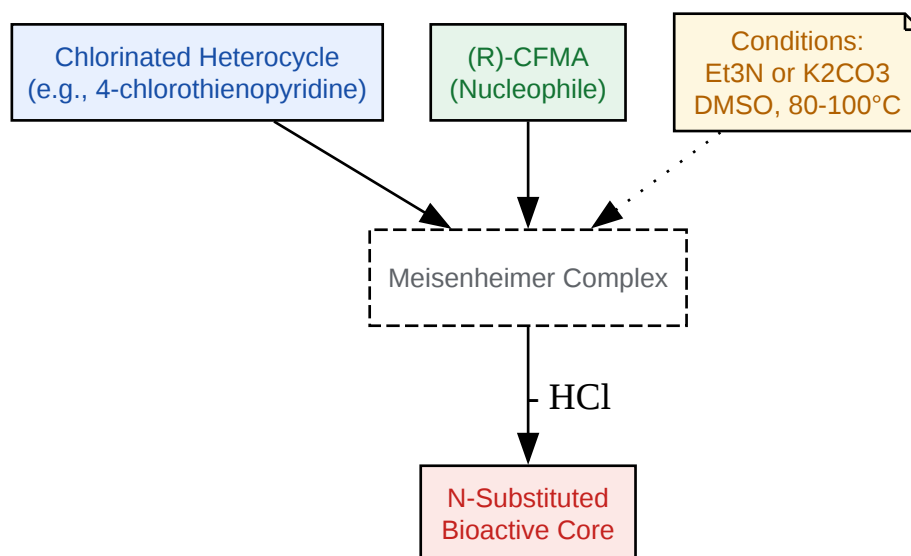 Chlorinated Heterocycle
(e.g., 4-chlorothienopyridine)
(R)-CFMA
(Nucleophile)
Conditions:
Et3N or K2CO3
DMSO, 80-100°C
Meisenheimer Complex
- HCl
N-Substituted
Bioactive Core